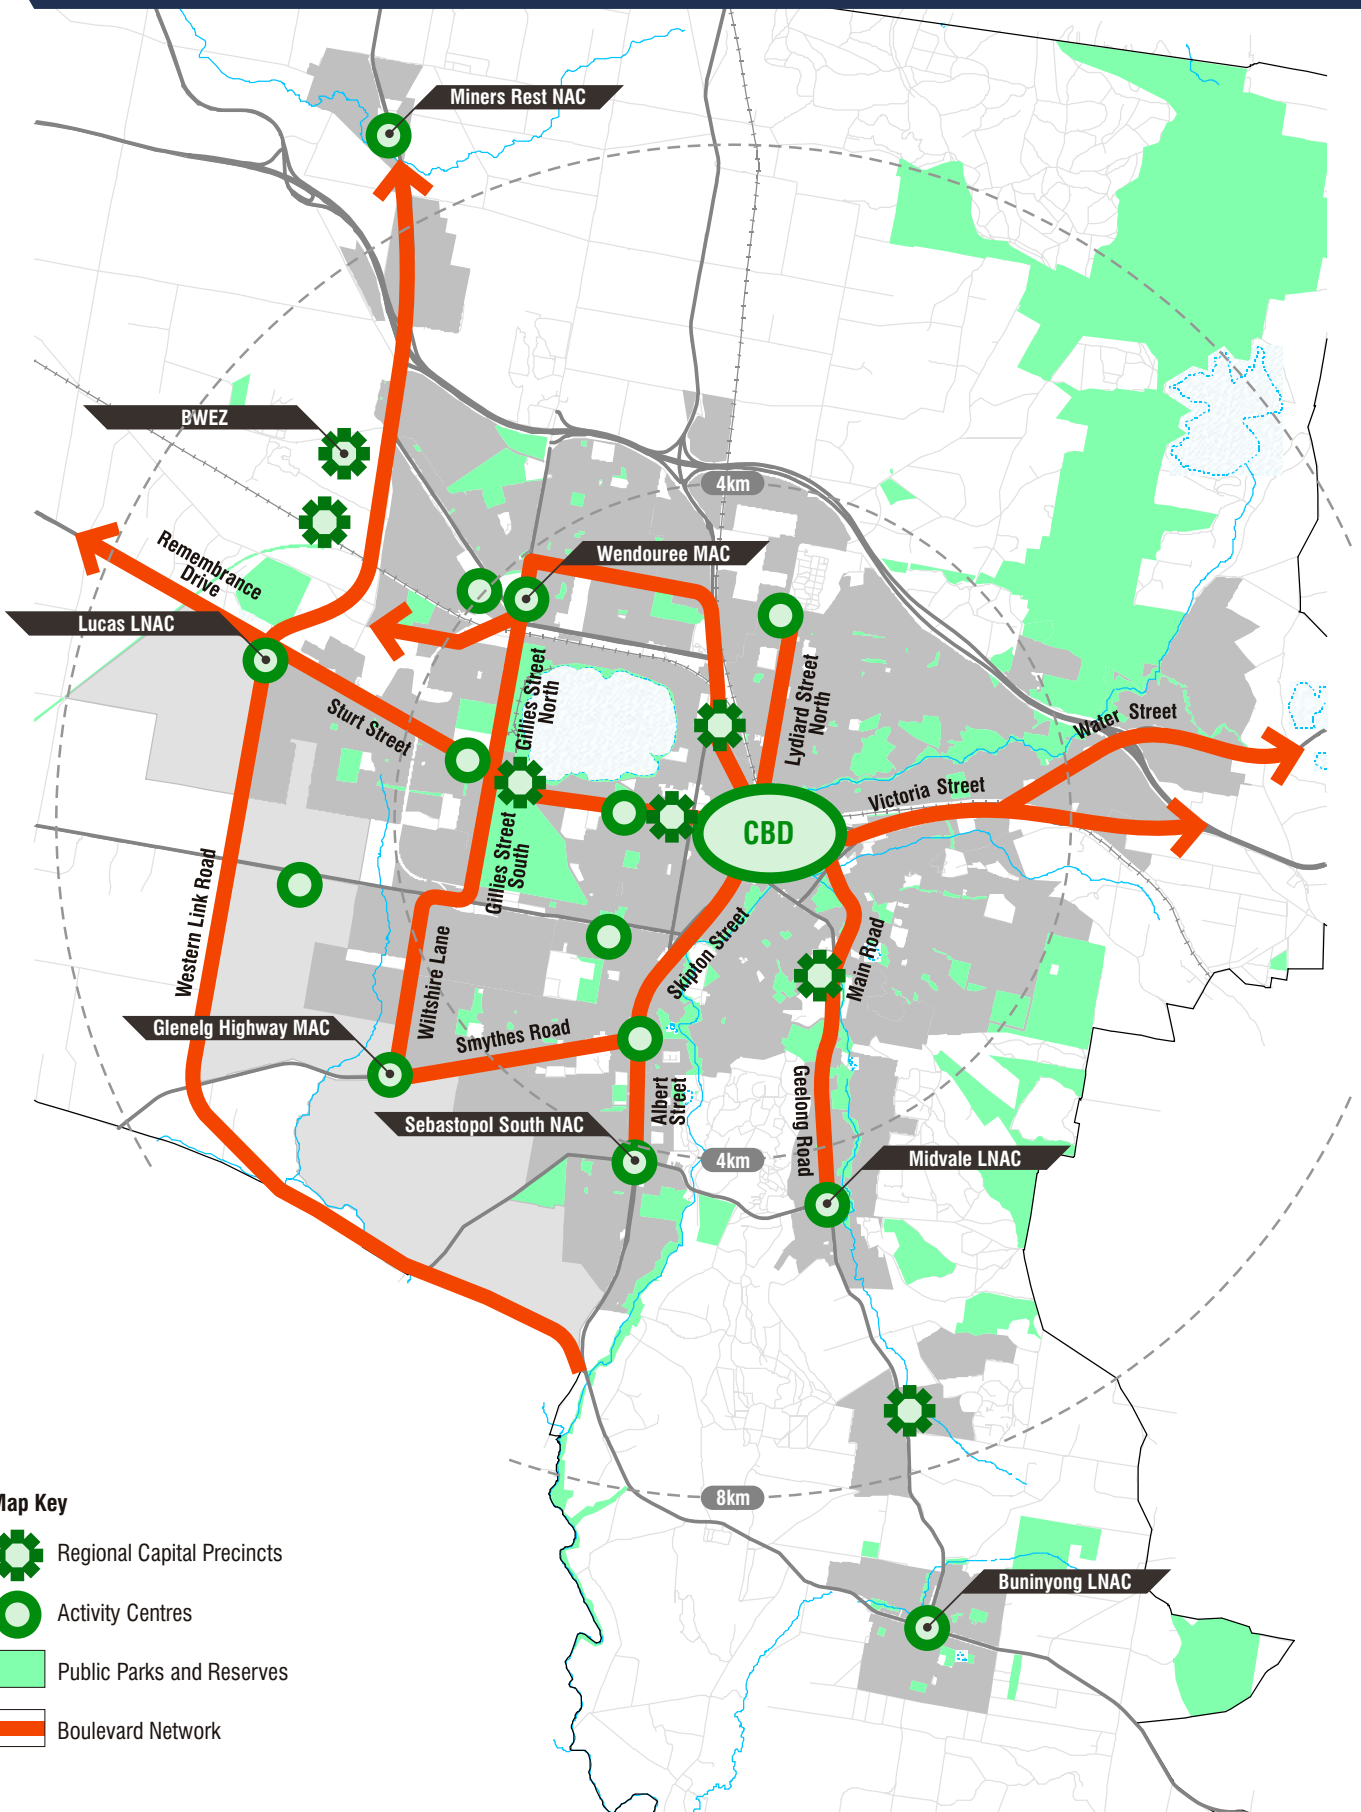 Miners Rest NAC
BWEZ
4km
Wendouree MAC
Remembrance
Drive
Lucas LNAC
Gillies Street
North
Lydiard Street
North
Sturt Street
Water Street
Victoria Street
CBD
Gillies Street
South
Western Link Road
Skipton Street
Main Road
Wiltshire Lane
Glenelg Highway MAC
Smythes Road
Albert
Street
Geelong Road
Sebastopol South NAC
4km
Midvale LNAC
8km
Map Key
Regional Capital Precincts
Activity Centres
Public Parks and Reserves
Boulevard Network
Buninyong LNAC